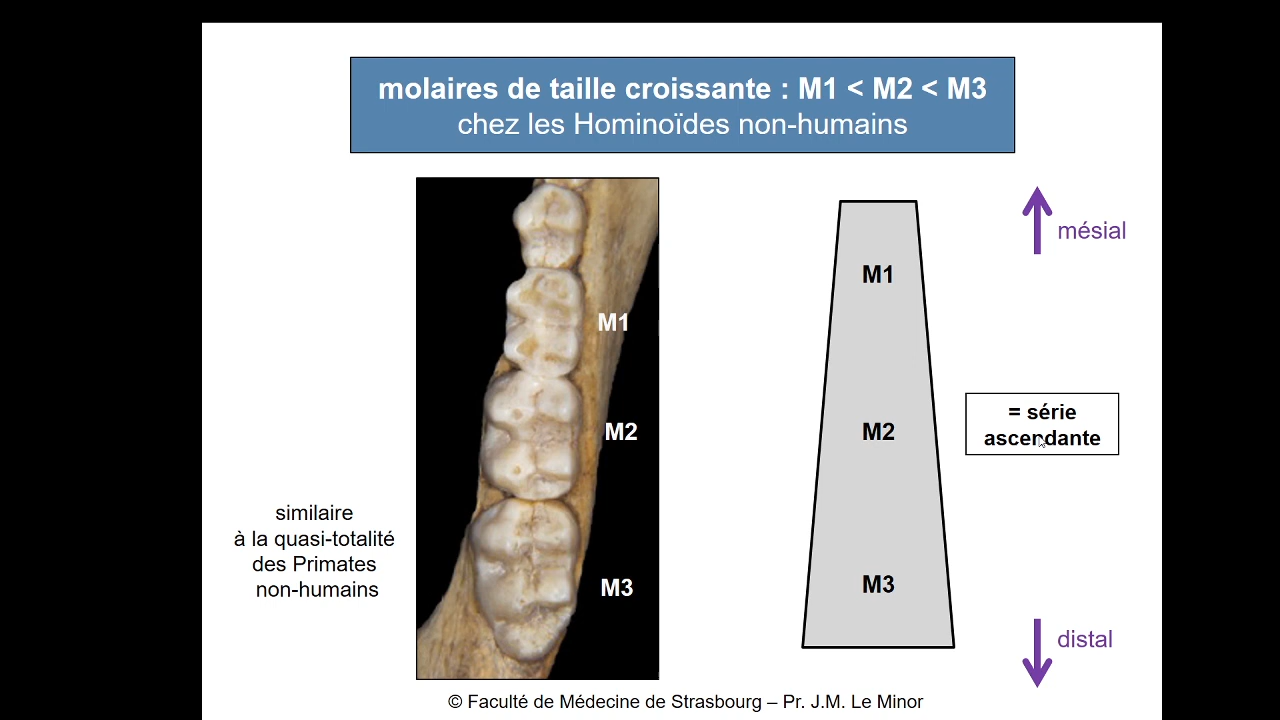 molaires de taille croissante : M1 < M2 < M3
chez les Hominoïdes non-humains
M1
M2
M3
similaire
à la quasi-totalité
des Primates
non-humains
M1
M2
M3
mésial
= série
ascendante
distal
© Faculté de Médecine de Strasbourg – Pr. J.M. Le Minor